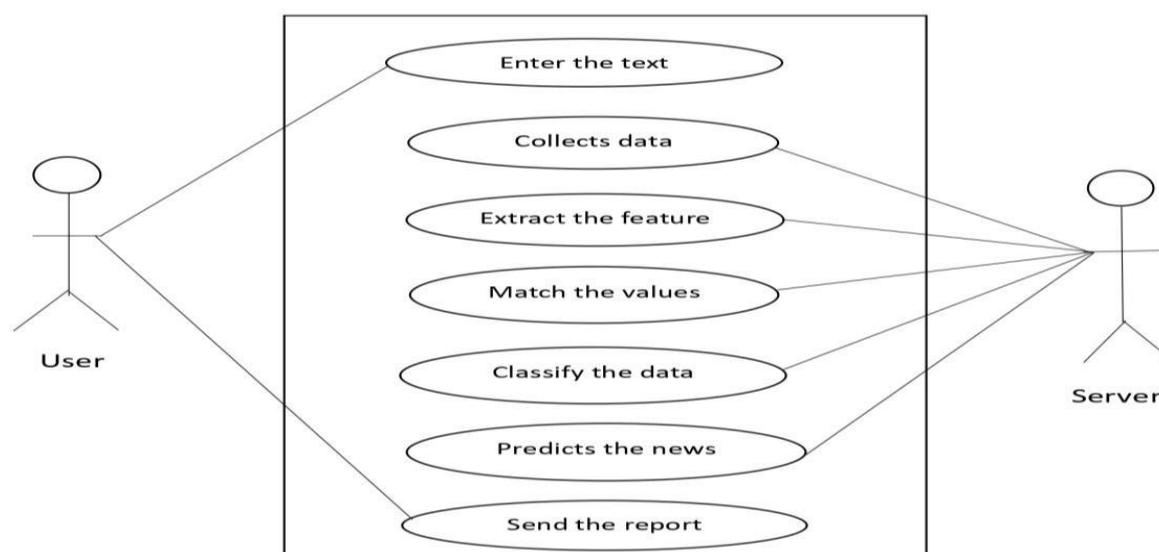 Enter the text
Collects data
Extract the feature
Match the values
Classify the data
Predicts the news
Send the report
User
Server